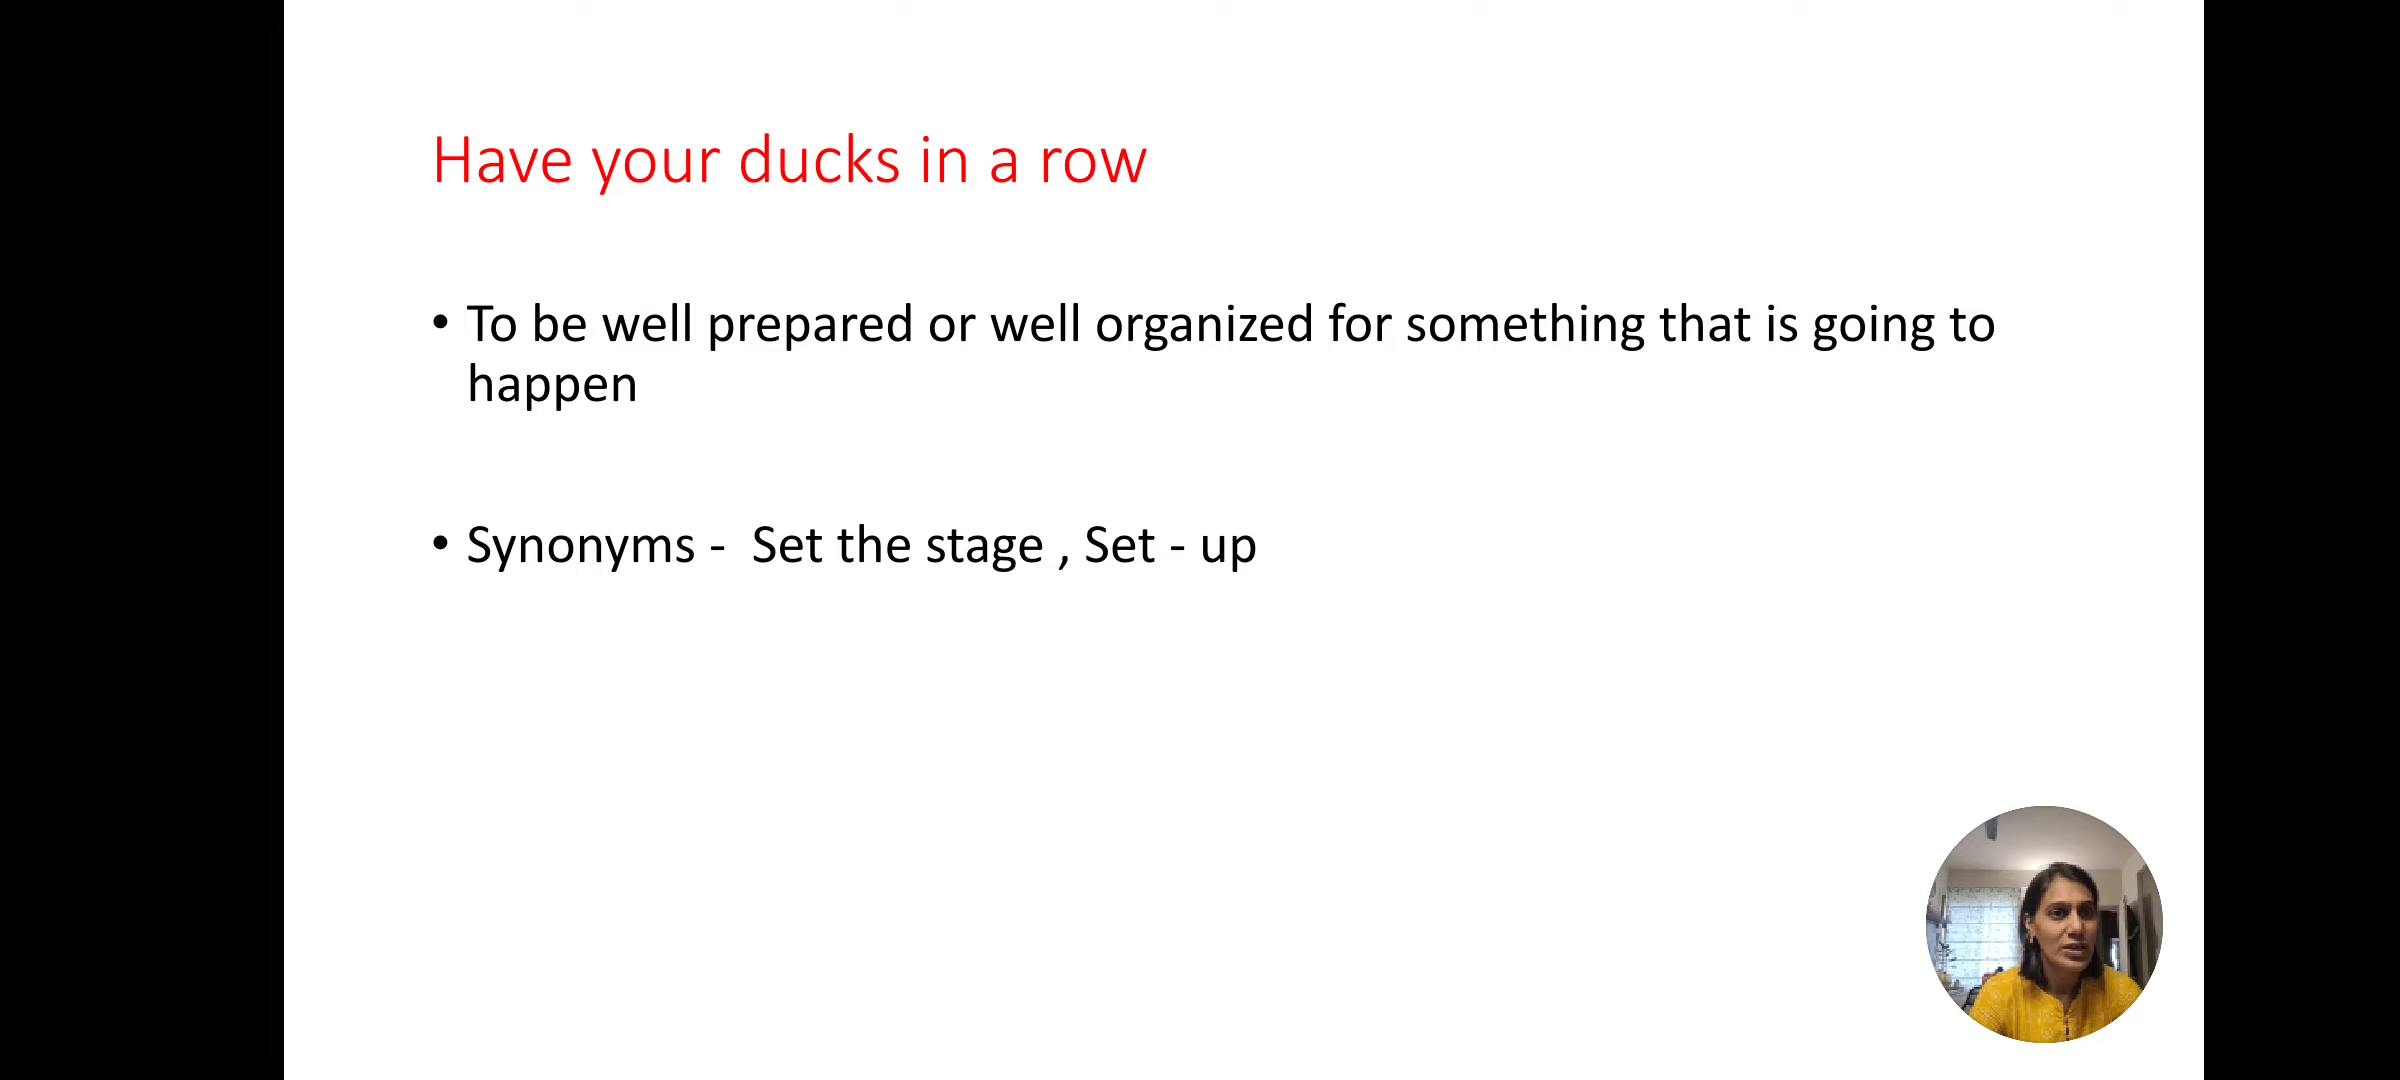 Have your ducks in a row
• To be well prepared or well organized for something that is going to
happen
• Synonyms -  Set the stage , Set - up